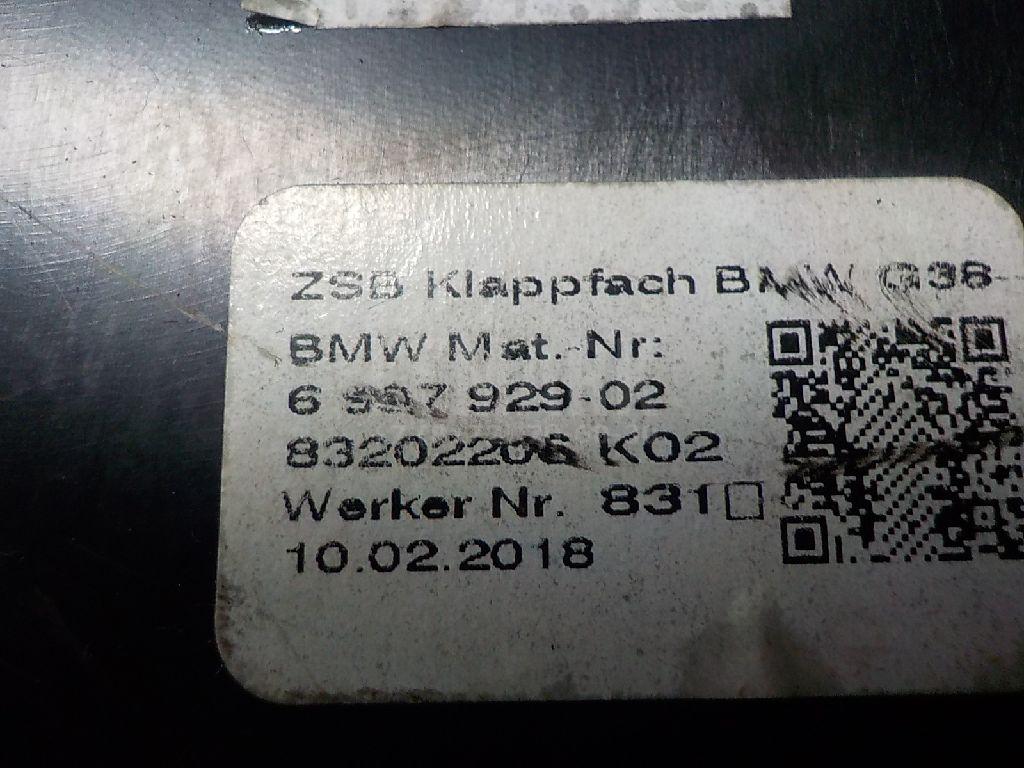 ZSB Klappfach BMW G38-
BMW Mat.-Nr:
6 997 929-02
83202206 K02
Werker Nr. 831□
10.02.2018